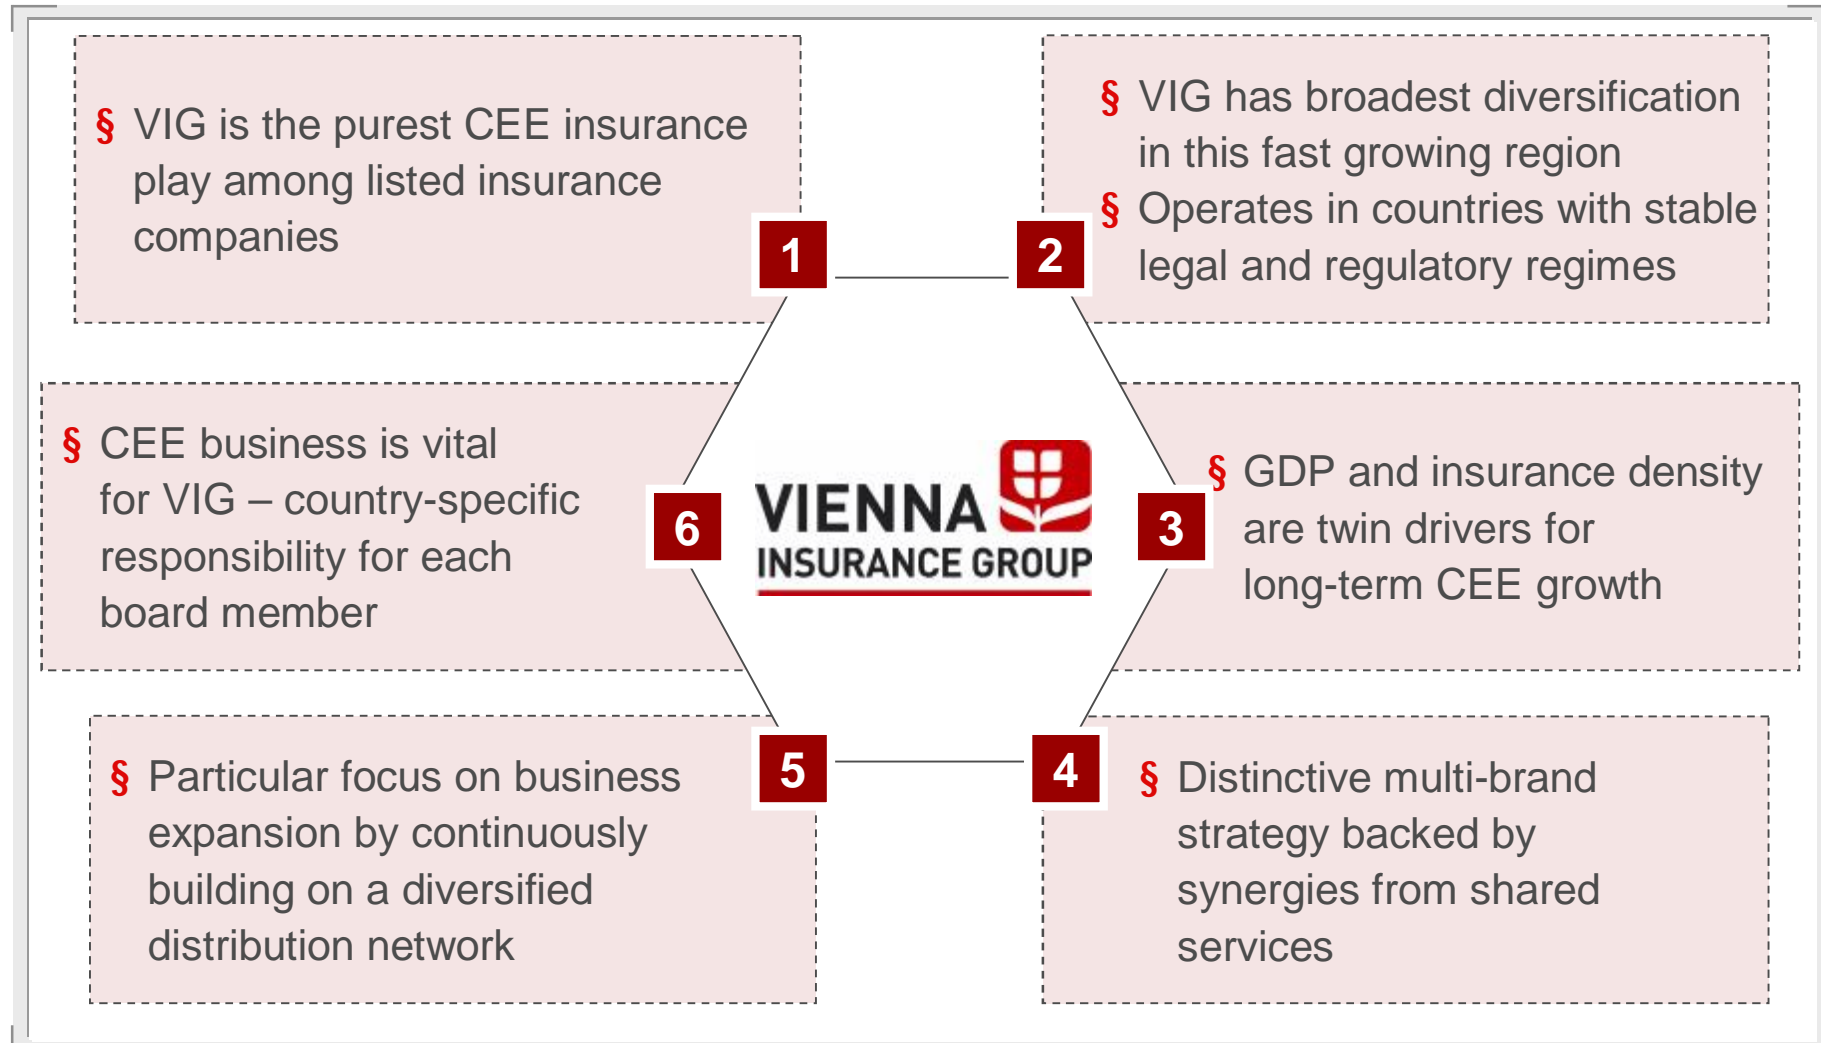 § VIG is the purest CEE insurance
play among listed insurance
companies
1
§ VIG has broadest diversification
in this fast growing region
§ Operates in countries with stable
legal and regulatory regimes
2
§ GDP and insurance density
are twin drivers for
long-term CEE growth
3
§ Distinctive multi-brand
strategy backed by
synergies from shared
services
4
§ Particular focus on business
expansion by continuously
building on a diversified
distribution network
5
§ CEE business is vital
for VIG – country-specific
responsibility for each
board member
6
VIENNA
INSURANCE GROUP